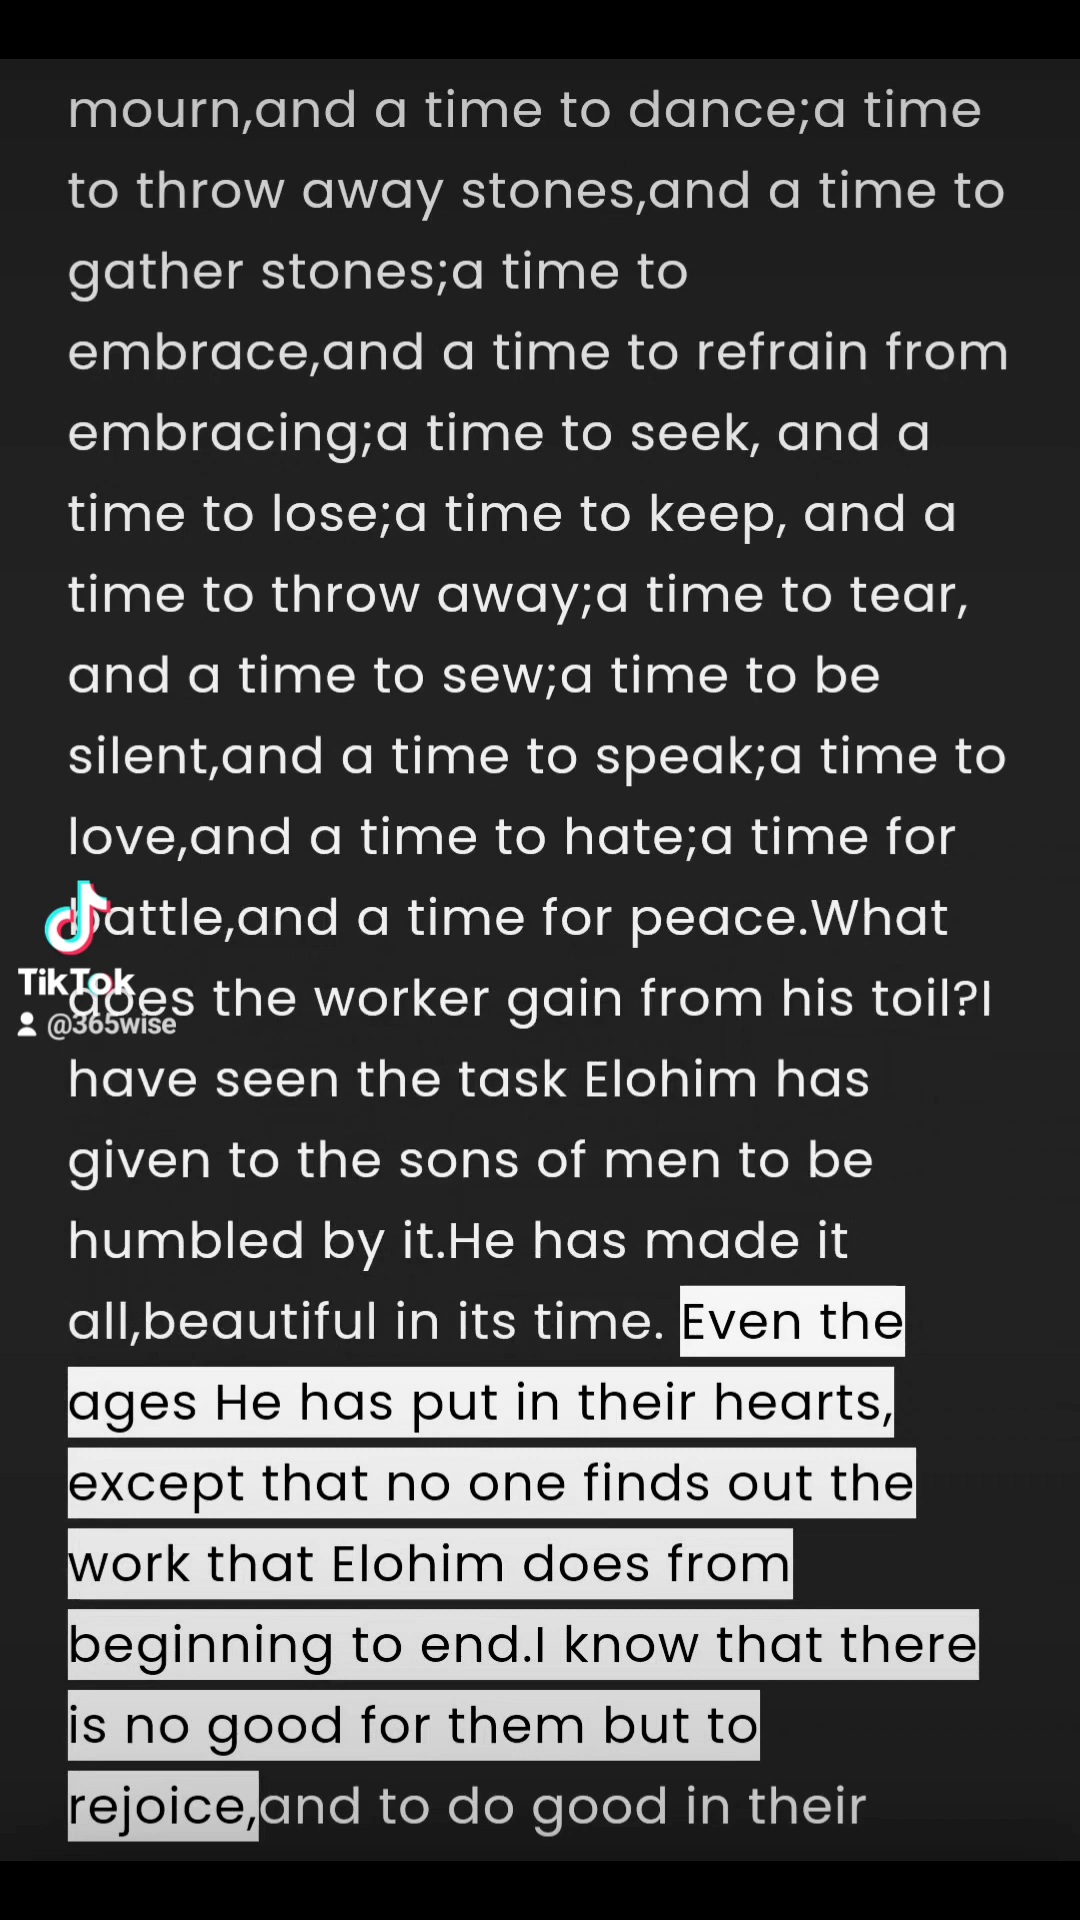 mourn,and a time to dance;a time
to throw away stones,and a time to
gather stones;a time to
embrace,and a time to refrain from
embracing;a time to seek, and a
time to lose;a time to keep, and a
time to throw away;a time to tear,
and a time to sew;a time to be
silent,and a time to speak;a time to
love,and a time to hate;a time for
battle,and a time for peace.What
does the worker gain from his toil?I
have seen the task Elohim has
given to the sons of men to be
humbled by it.He has made it
all,beautiful in its time. Even the
ages He has put in their hearts,
except that no one finds out the
work that Elohim does from
beginning to end.I know that there
is no good for them but to
rejoice,and to do good in their
TikTok
@365wise